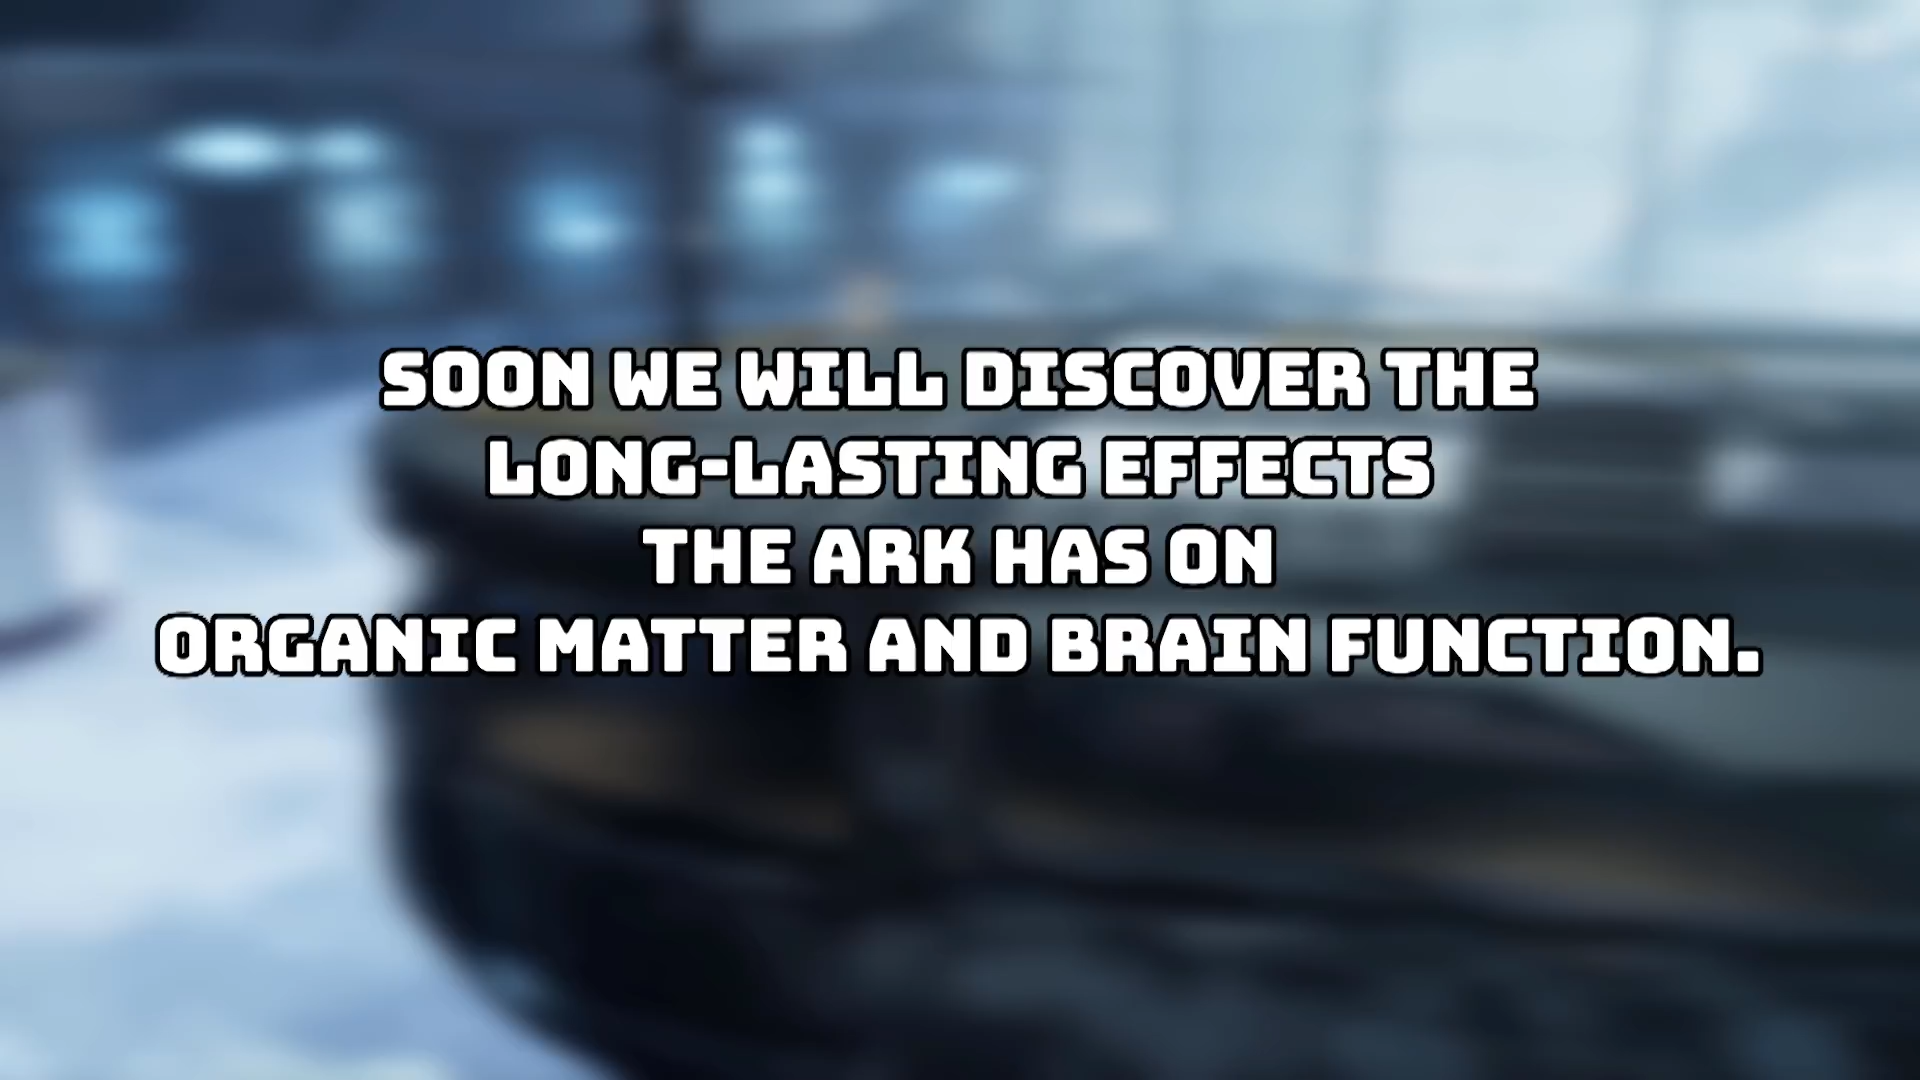 SOON WE WILL DISCOVER THE
LONG-LASTING EFFECTS
THE ARK HAS ON
ORGANIC MATTER AND BRAIN FUNCTION.